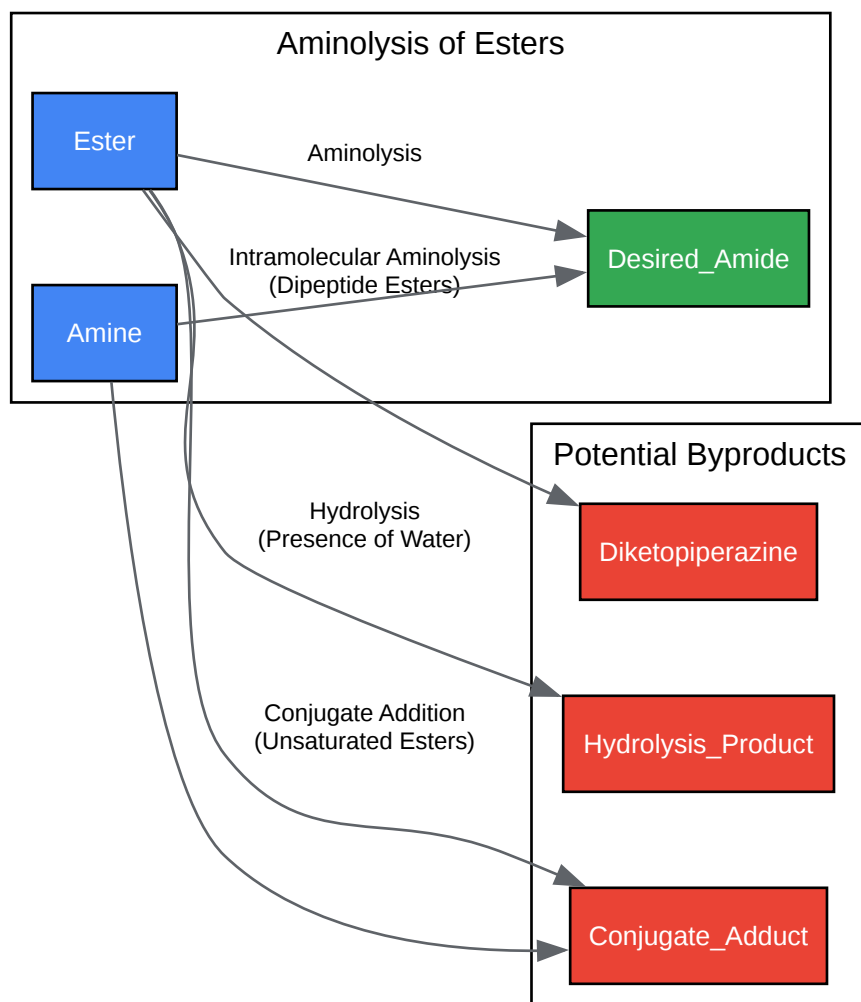 Aminolysis of Esters
Ester
Aminolysis
Desired_Amide
Intramolecular Aminolysis
(Dipeptide Esters)
Amine
Potential Byproducts
Hydrolysis
(Presence of Water)
Diketopiperazine
Conjugate Addition
(Unsaturated Esters)
Hydrolysis_Product
Conjugate_Adduct